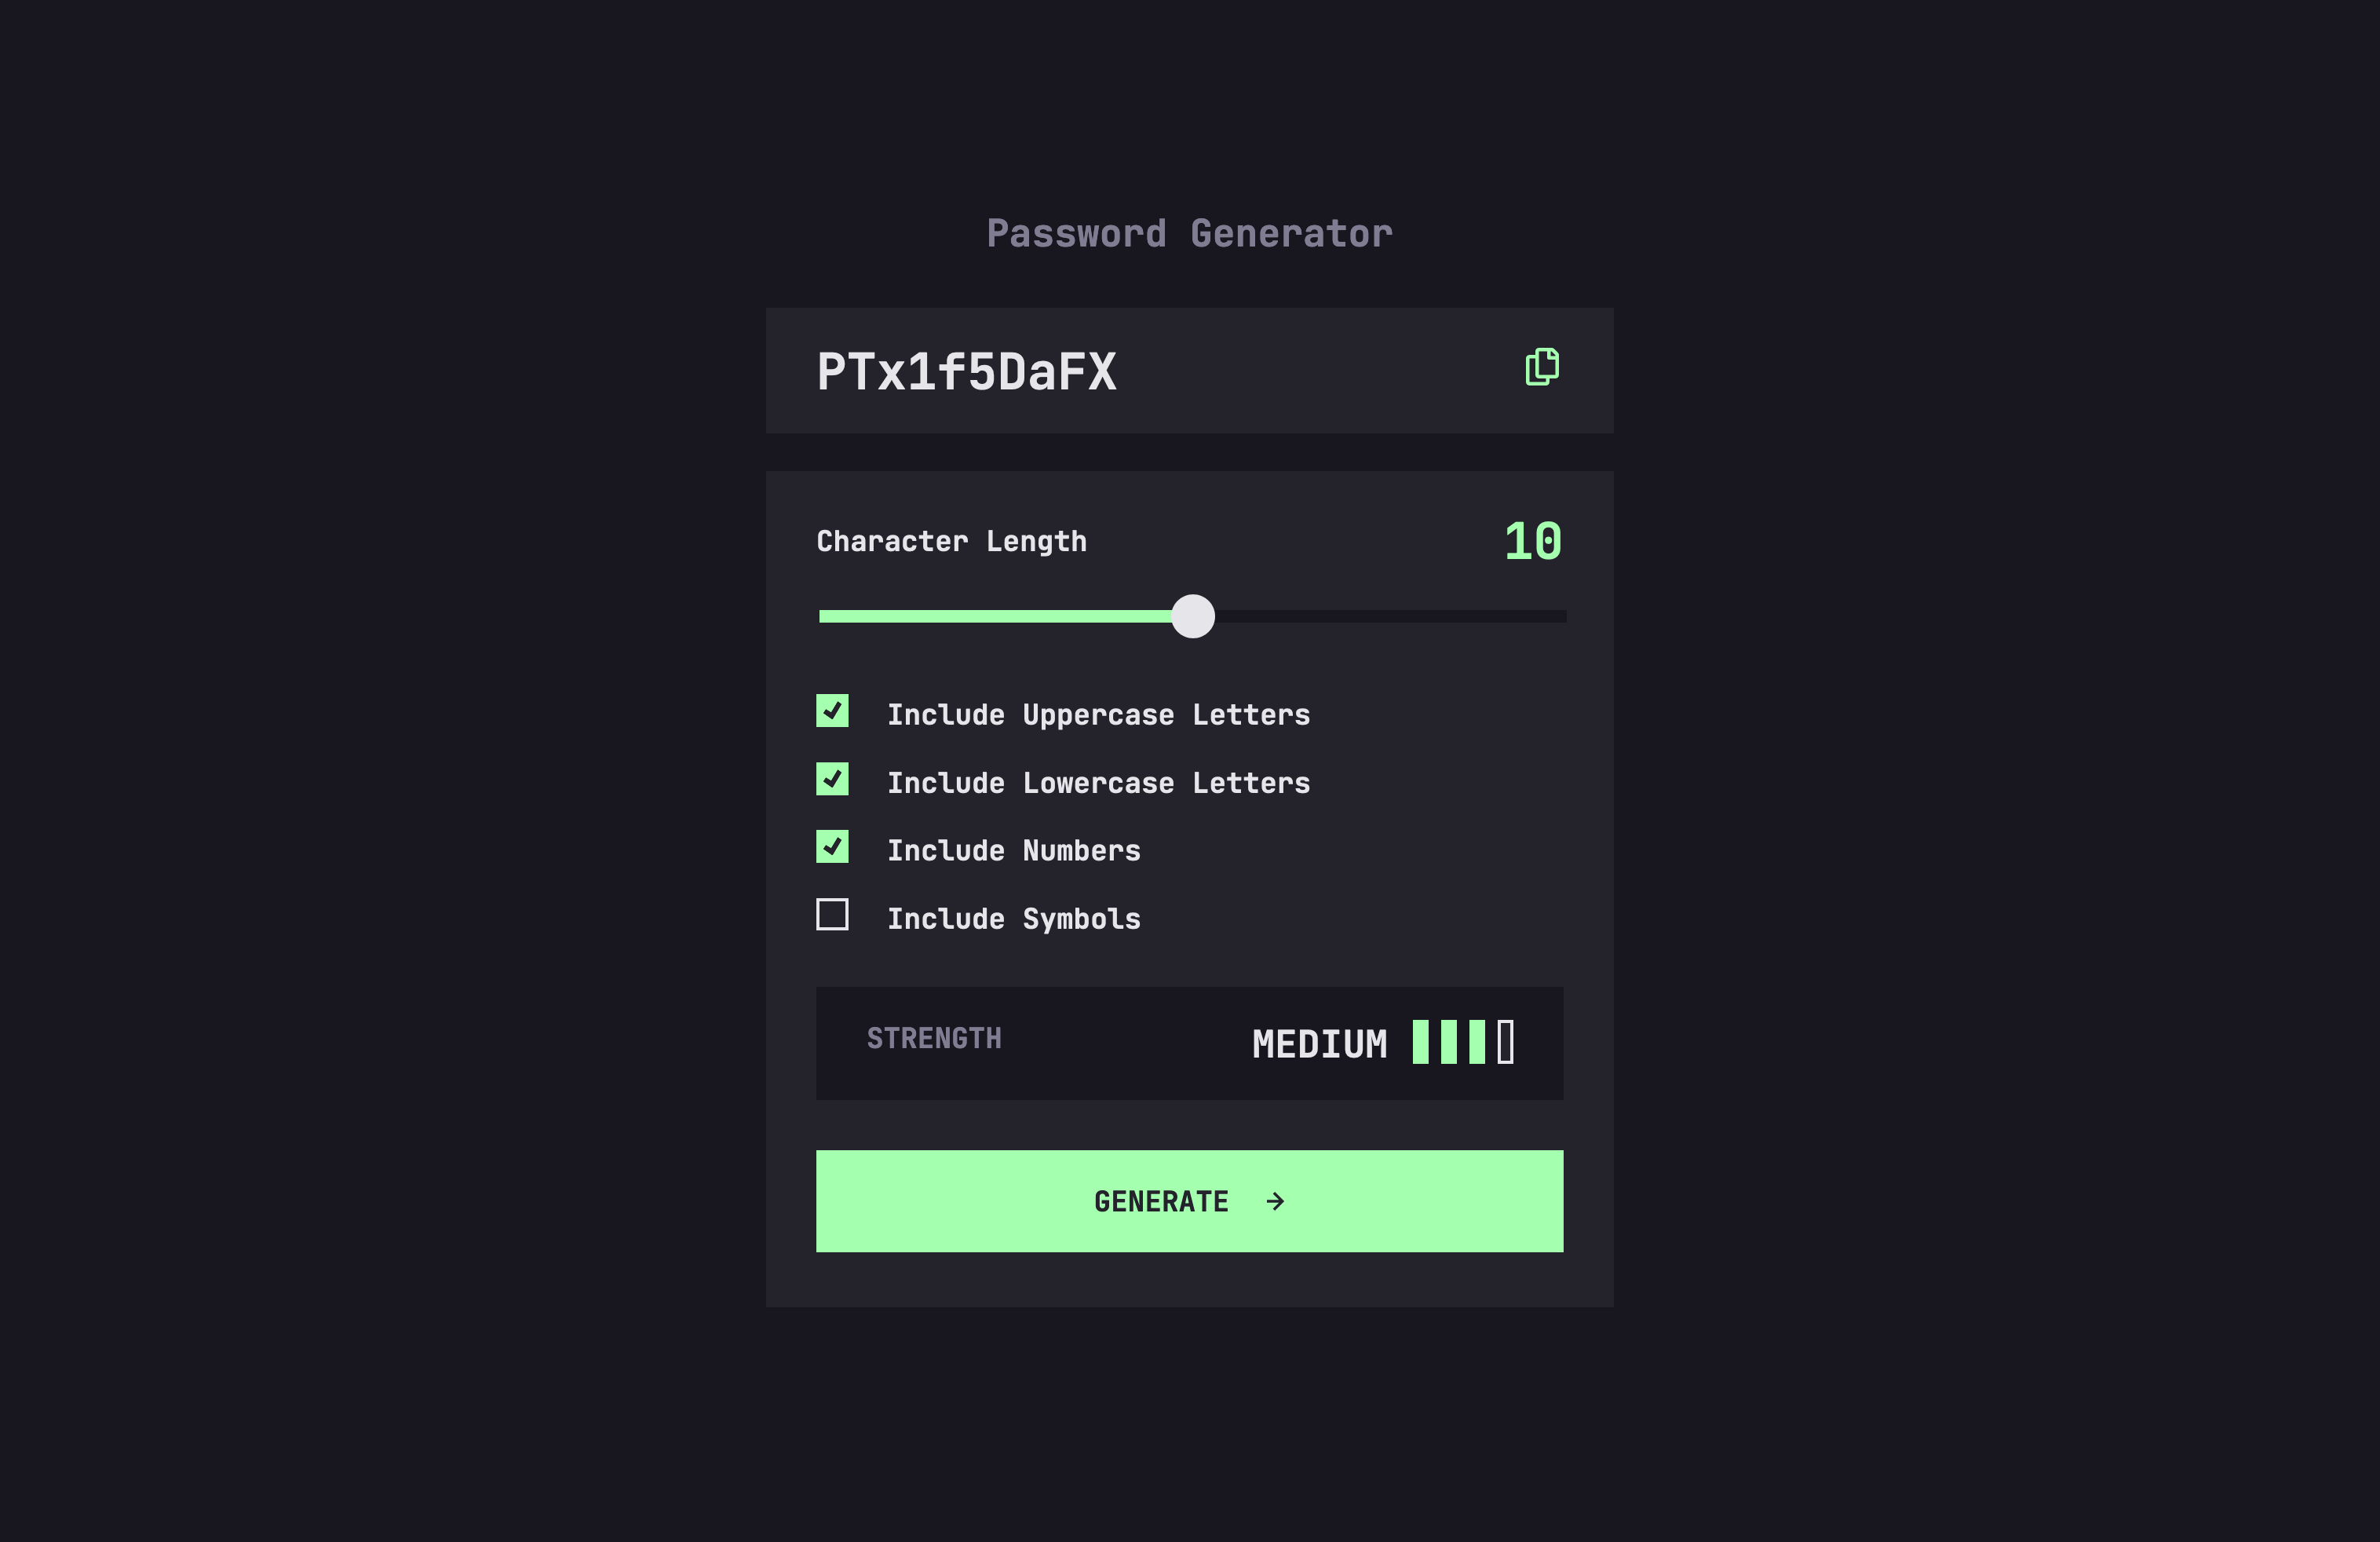 Password Generator
PTx1f5DaFX
Character Length 10
Include Uppercase Letters
Include Lowercase Letters
Include Numbers
Include Symbols
STRENGTH MEDIUM
GENERATE →